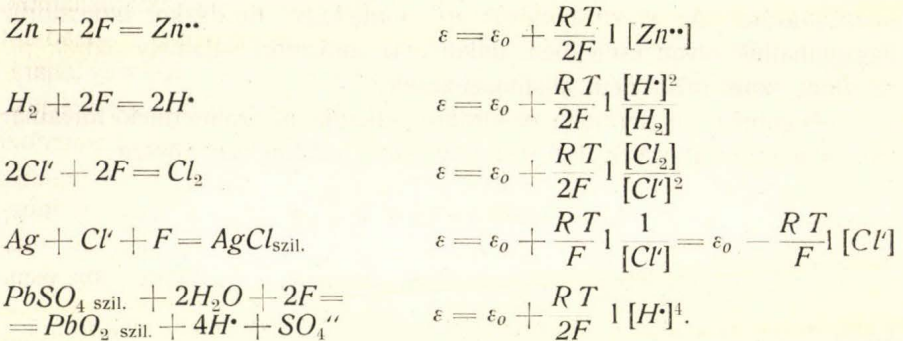 Zn + 2F = Zn•• ε = ε₀ + RT/2F l [Zn••]
H₂ + 2F = 2H• ε = ε₀ + RT/2F l [H•]²/[H₂]
2Cl′ + 2F = Cl₂ ε = ε₀ + RT/2F l [Cl₂]/[Cl′]²
Ag + Cl′ + F = AgCl szil. ε = ε₀ + RT/F l 1/[Cl′] = ε₀ − RT/F l [Cl′]
PbSO₄ szil. + 2H₂O + 2F =
= PbO₂ szil. + 4H• + SO₄″ ε = ε₀ + RT/2F l [H•]⁴.